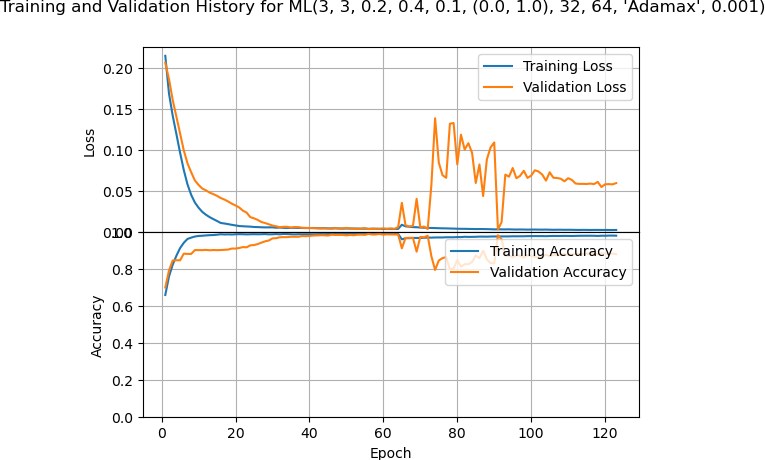 Training and Validation History for ML(3, 3, 0.2, 0.4, 0.1, (0.0, 1.0), 32, 64, 'Adamax', 0.001)
Training Loss
Validation Loss
Loss
0.20
0.15
0.10
0.05
0.00
1.0
Training Accuracy
Validation Accuracy
Accuracy
0.8
0.6
0.4
0.2
0.0
0 20 40 60 80 100 120
Epoch